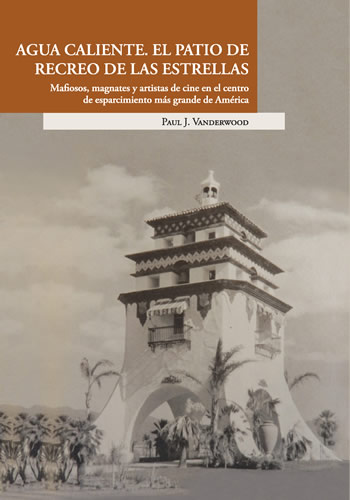 AGUA CALIENTE. EL PATIO DE
RECREO DE LAS ESTRELLAS
Mafiosos, magnates y artistas de cine en el centro
de esparcimiento más grande de América
PAUL J. VANDERWOOD